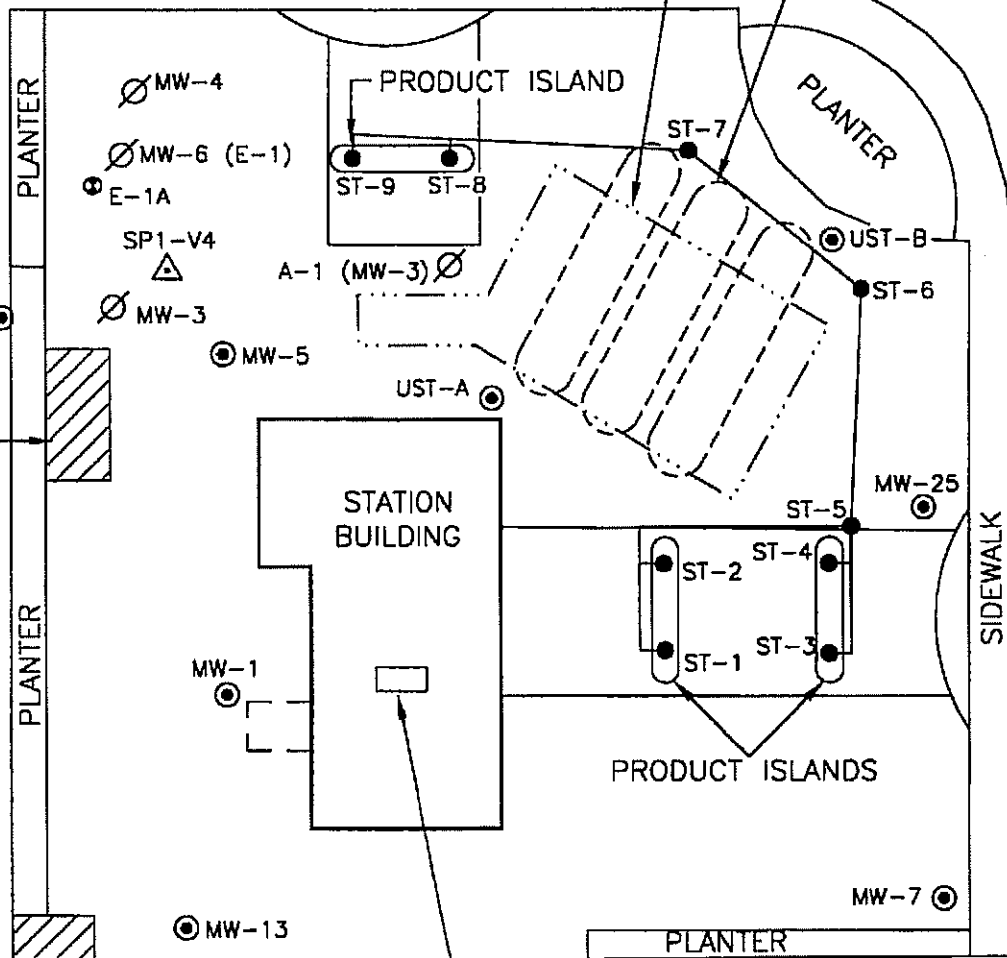 PLANTER
MW-4
PRODUCT ISLAND
PLANTER
ST-7
MW-6 (E-1)
E-1A
ST-9
ST-8
SP1-V4
UST-B
A-1 (MW-3)
ST-6
MW-3
MW-5
UST-A
MW-25
STATION
BUILDING
ST-5
ST-2
ST-4
SIDEWALK
PLANTER
ST-1
ST-3
MW-1
PRODUCT ISLANDS
MW-7
MW-13
PLANTER